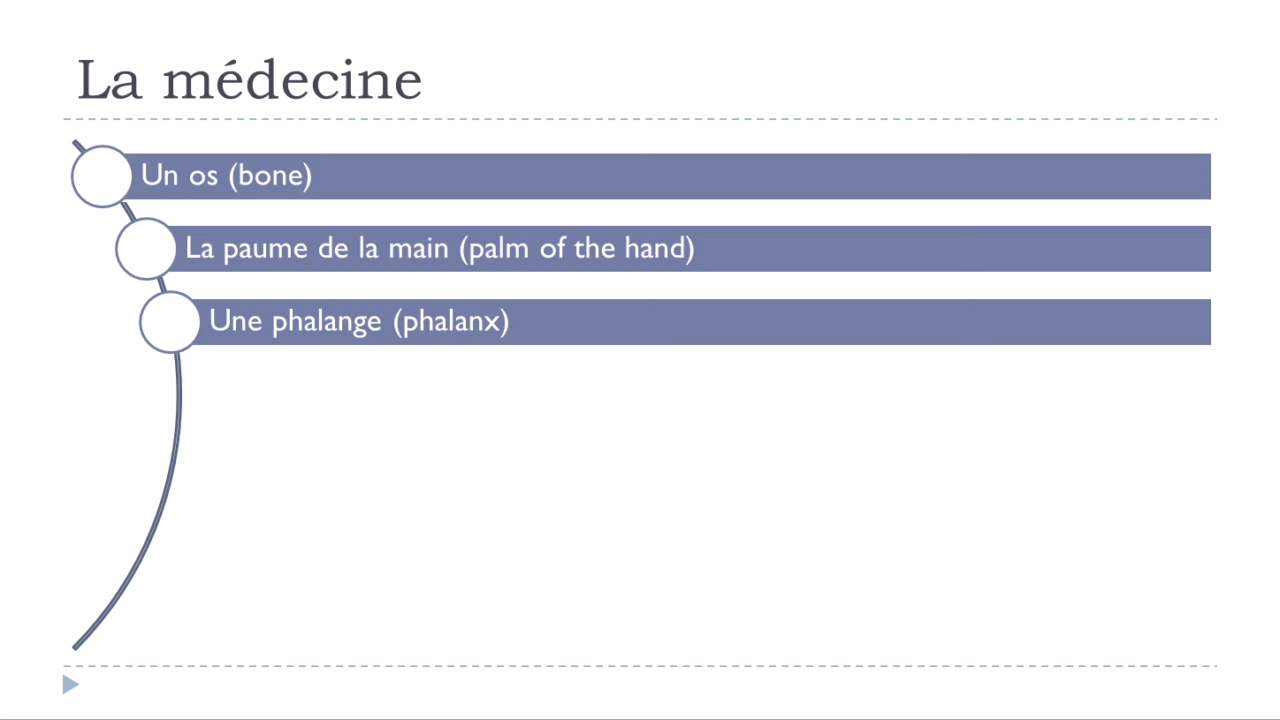 La médecine
Un os (bone)
La paume de la main (palm of the hand)
Une phalange (phalanx)